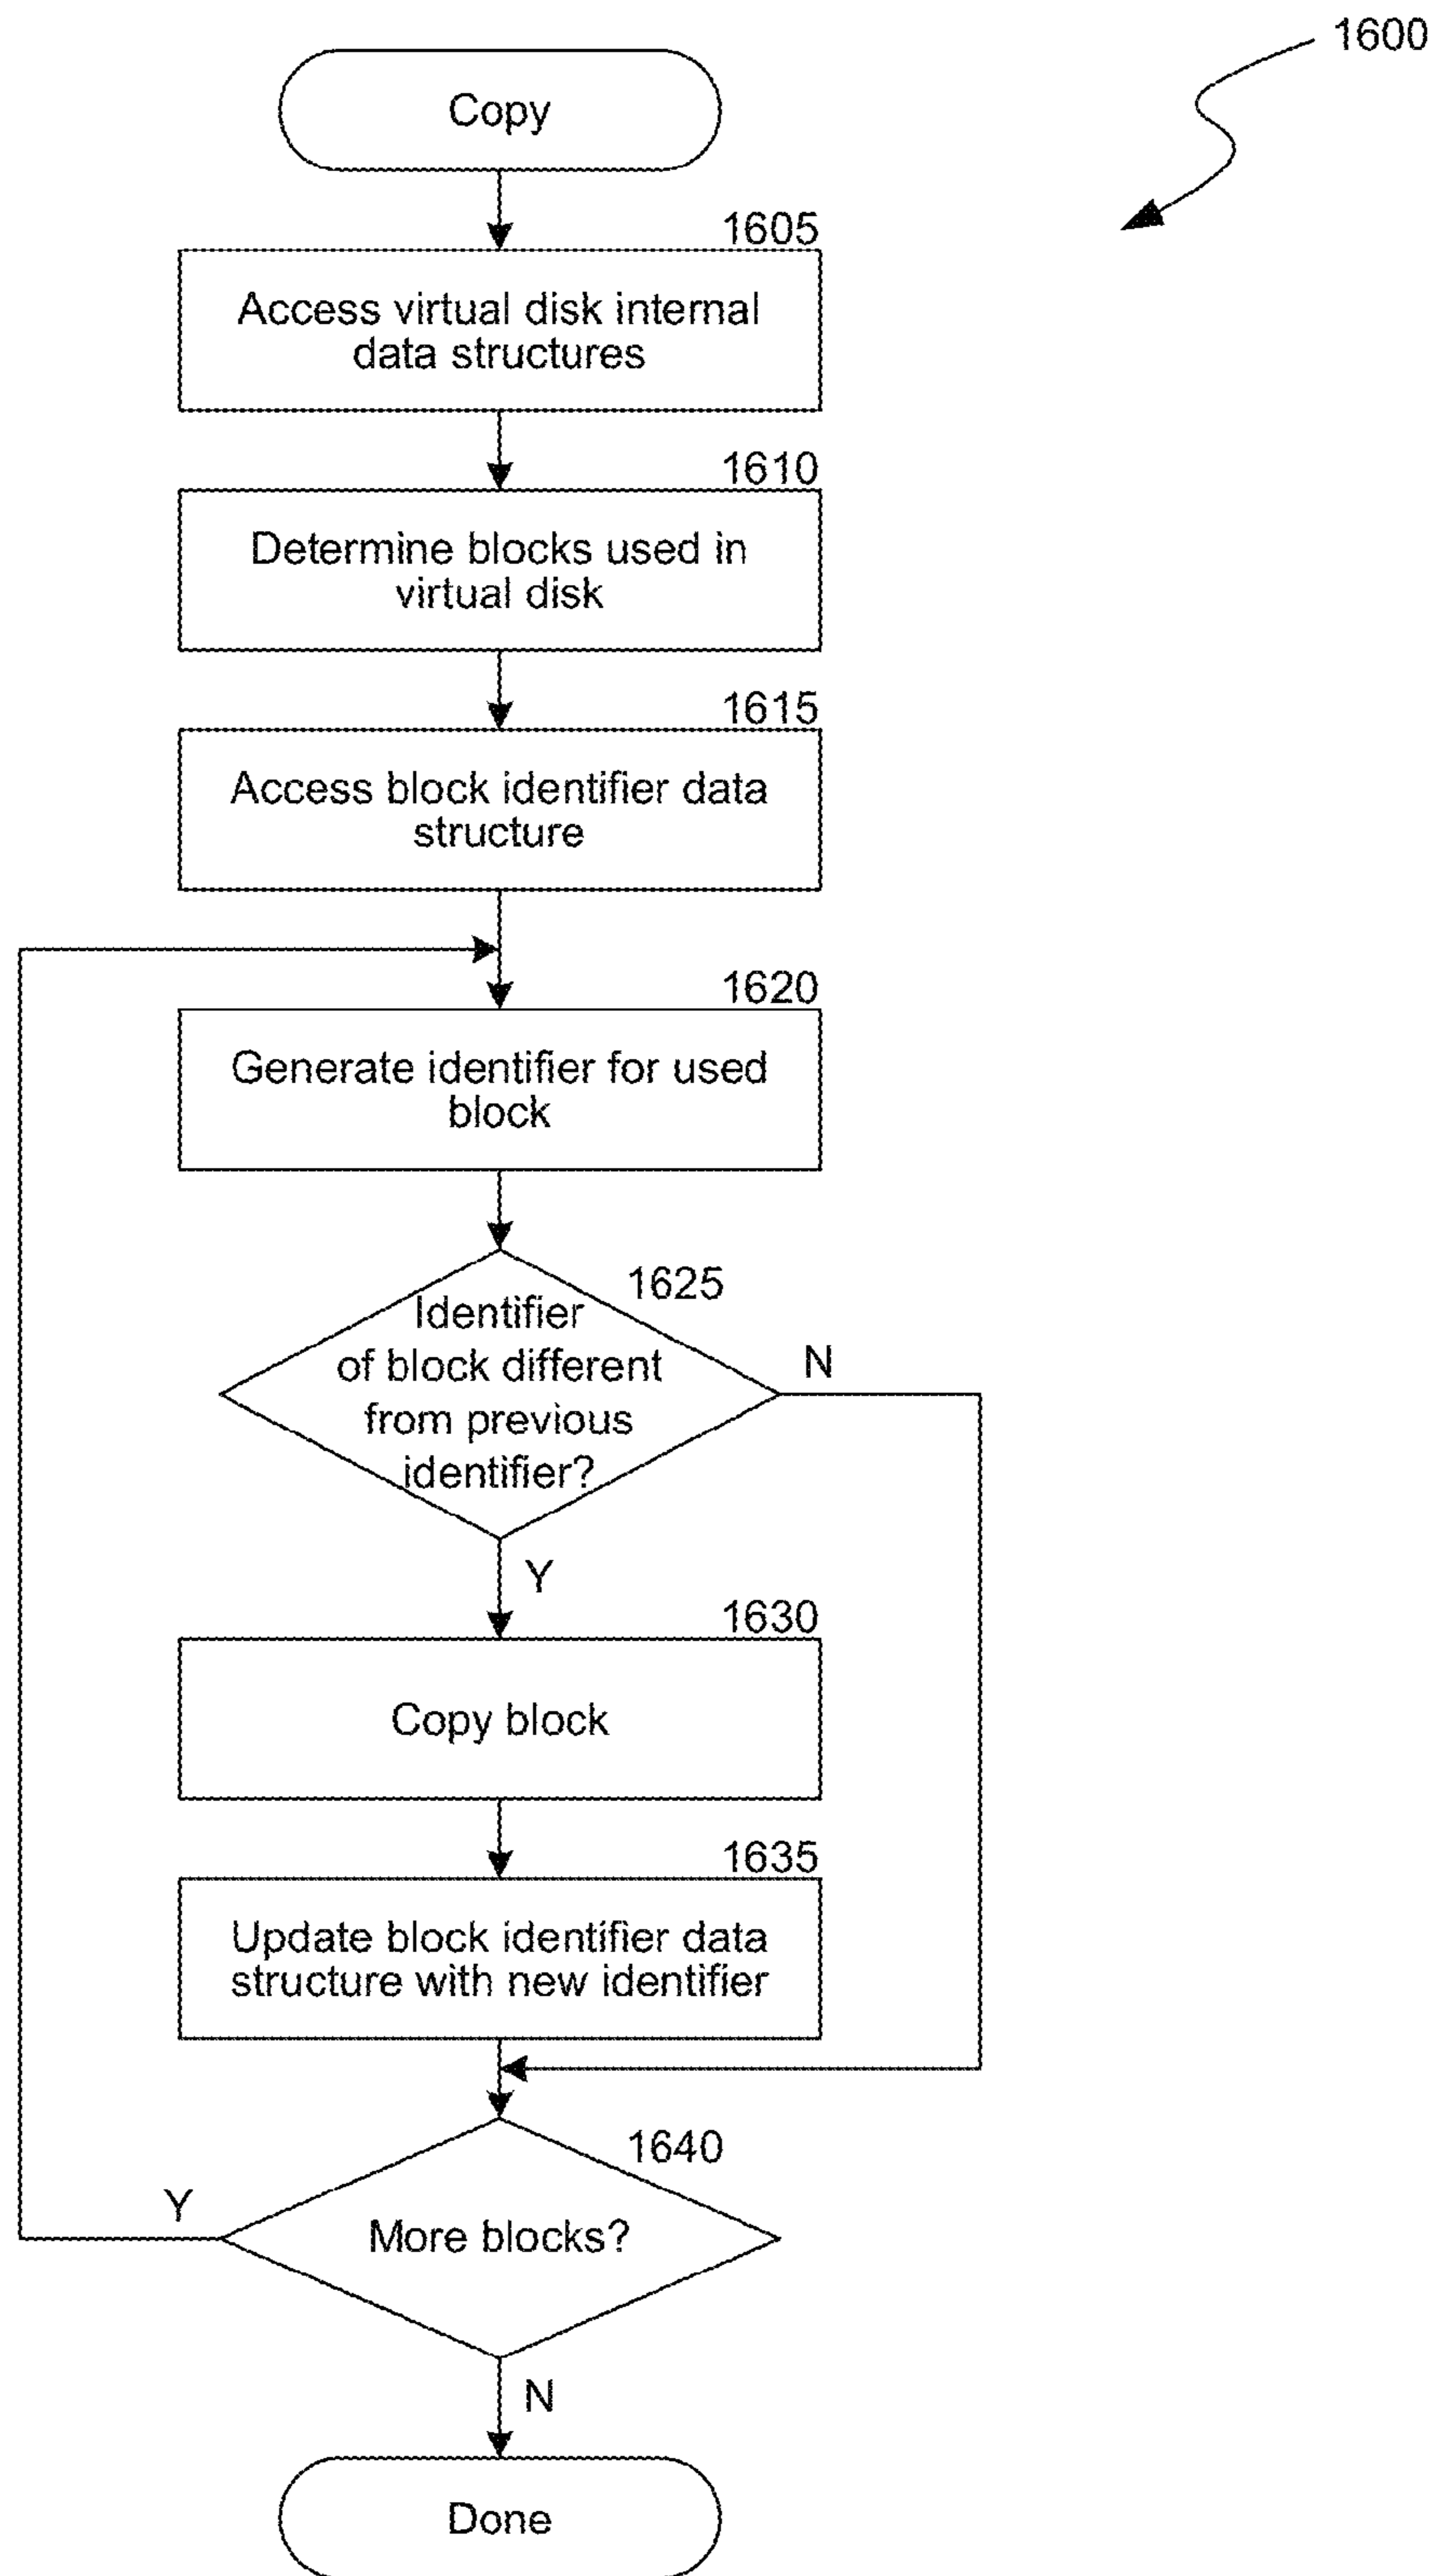 1600
Copy
1605
Access virtual disk internal
data structures
1610
Determine blocks used in
virtual disk
1615
Access block identifier data
structure
1620
Generate identifier for used
block
1625
Identifier
of block different
from previous
identifier?
N
Y
1630
Copy block
1635
Update block identifier data
structure with new identifier
1640
Y
More blocks?
N
Done